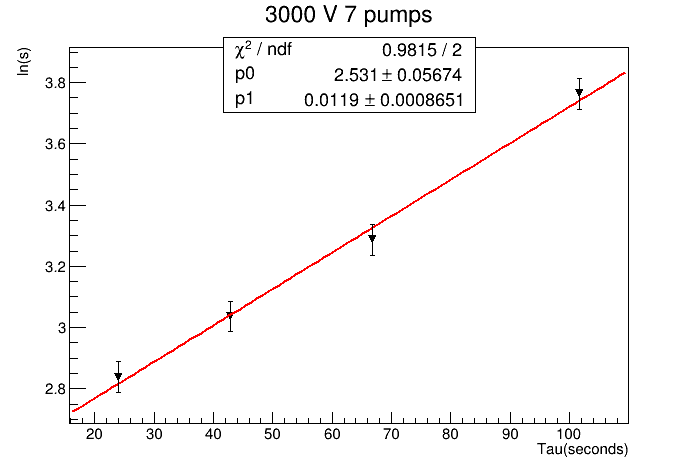 3000 V 7 pumps
χ² / ndf 0.9815 / 2
p0 2.531 ± 0.05674
p1 0.0119 ± 0.0008651
ln(s)
3.8
3.6
3.4
3.2
3
2.8
20 30 40 50 60 70 80 90 100
Tau(seconds)